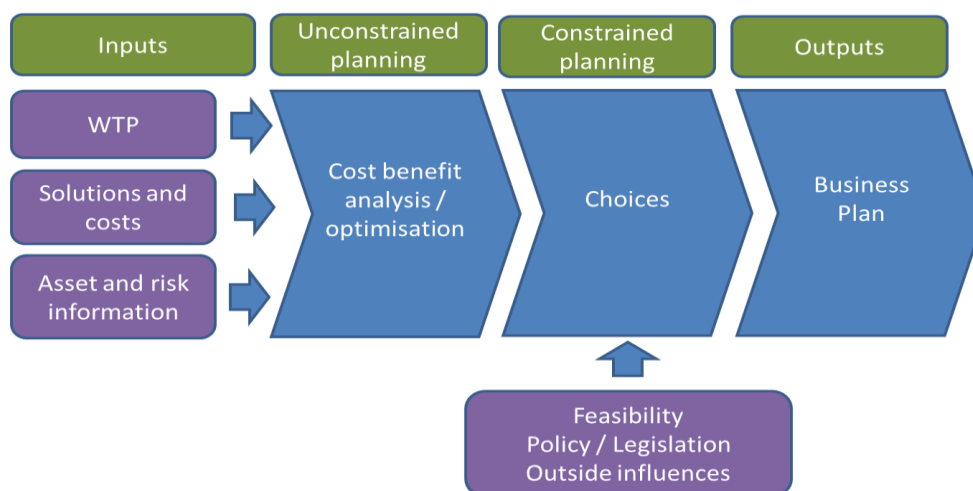 Inputs
Unconstrained
planning
Constrained
planning
Outputs
WTP
Solutions and
costs
Asset and risk
information
Cost benefit
analysis /
optimisation
Choices
Business
Plan
Feasibility
Policy / Legislation
Outside influences